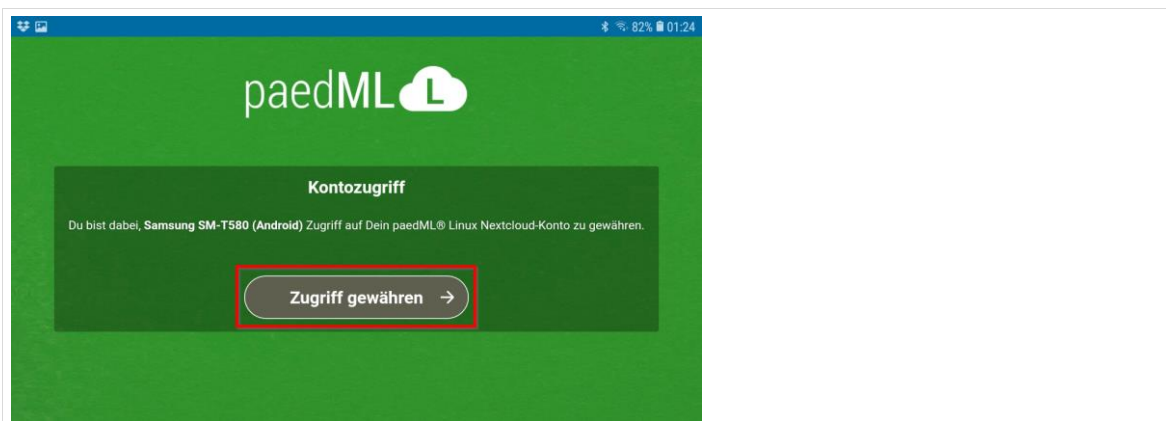 82% 01:24
paedML L
Kontozugriff
Du bist dabei, Samsung SM-T580 (Android) Zugriff auf Dein paedML® Linux Nextcloud-Konto zu gewähren.
Zugriff gewähren